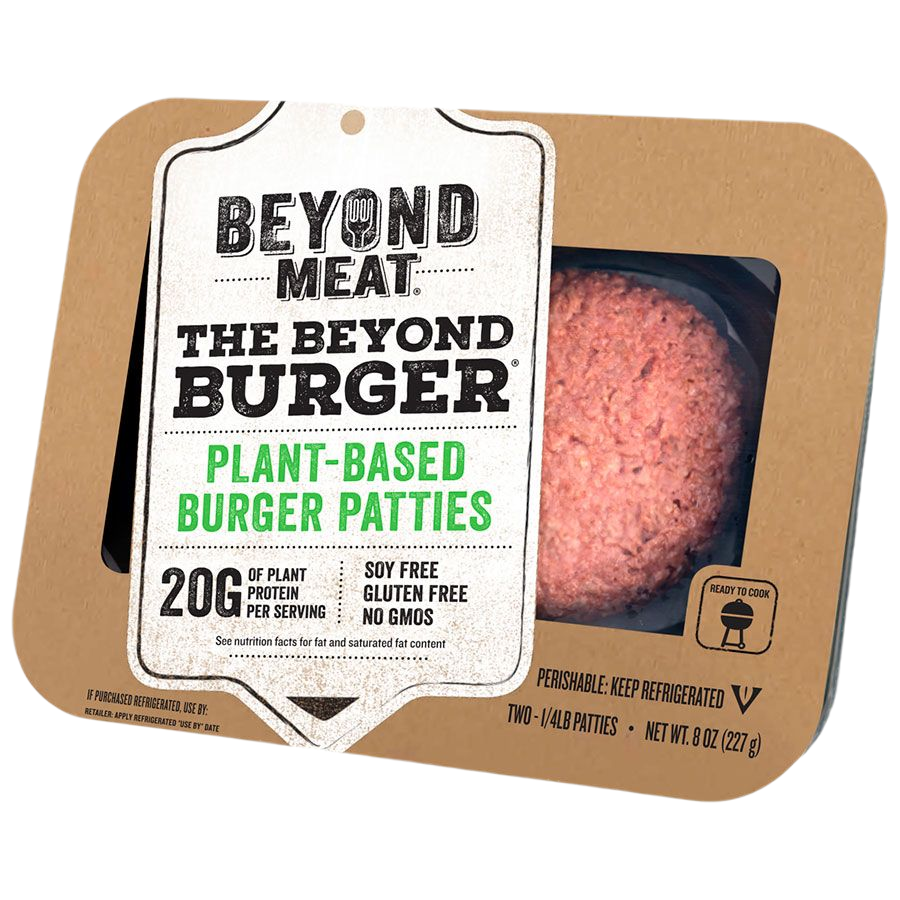 BEYOND
MEAT®
THE BEYOND
BURGER®
PLANT-BASED
BURGER PATTIES
20G OF PLANT
PROTEIN
PER SERVING
SOY FREE
GLUTEN FREE
NO GMOS
See nutrition facts for fat and saturated fat content
READY TO COOK
IF PURCHASED REFRIGERATED, USE BY:
RETAILER: APPLY REFRIGERATED "USE BY" DATE
PERISHABLE: KEEP REFRIGERATED V
TWO - 1/4LB PATTIES • NET WT. 8 OZ (227 g)